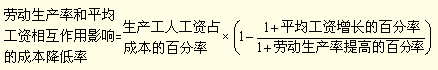 劳动生产率和平均
工资相互作用影响
的成本降低率
=生产工人工资占
成本的百分率
×(1-
1+平均工资增长的百分率
1+劳动生产率提高的百分率
)